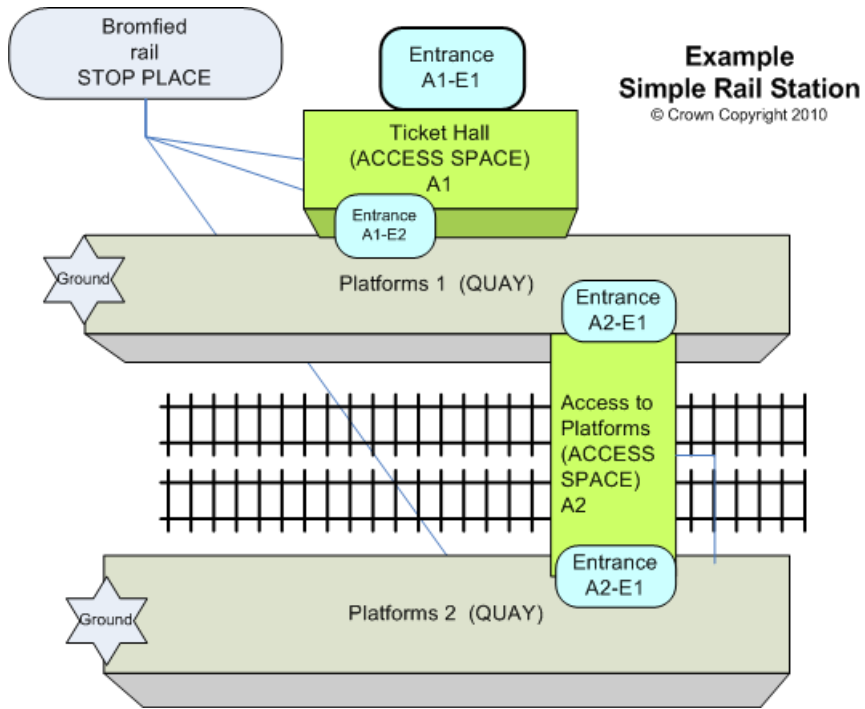 Bromfied
rail
STOP PLACE
Entrance
A1-E1
Example
Simple Rail Station
© Crown Copyright 2010
Ticket Hall
(ACCESS SPACE)
A1
Entrance
A1-E2
Ground
Platforms 1 (QUAY)
Entrance
A2-E1
Access to
Platforms
(ACCESS
SPACE)
A2
Entrance
A2-E1
Ground
Platforms 2 (QUAY)